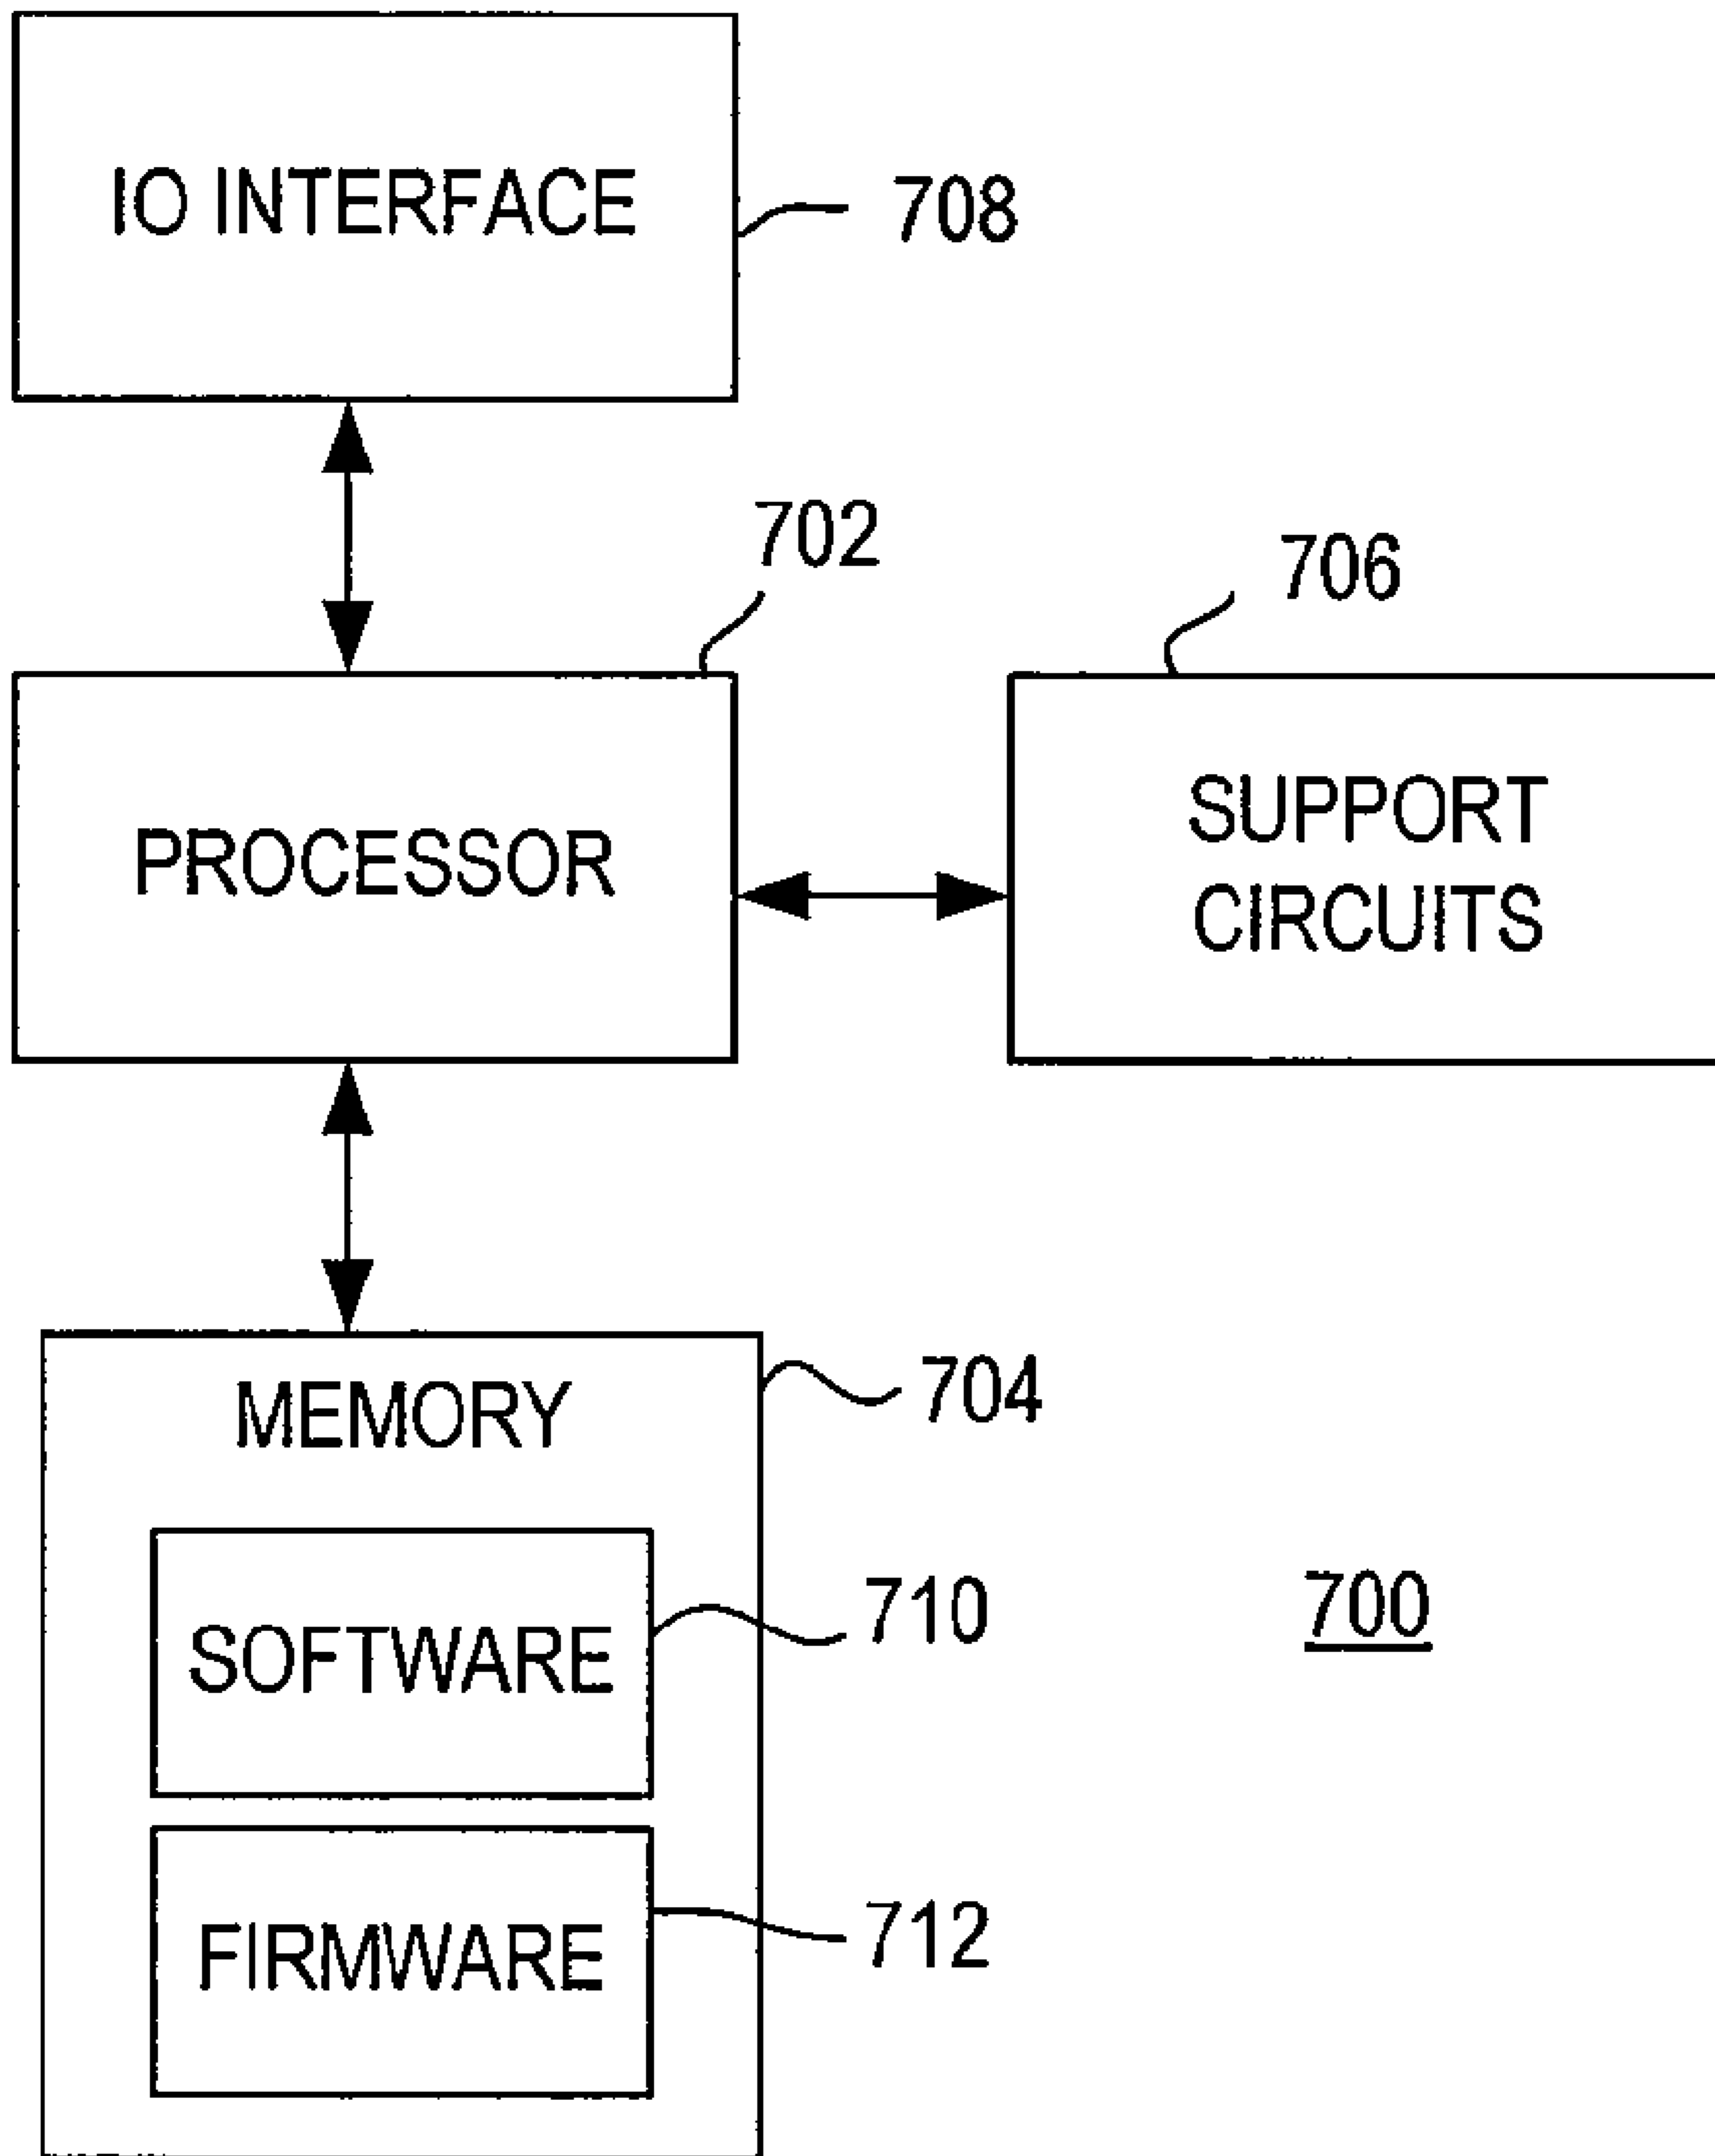 IO INTERFACE
708
702
706
PROCESSOR
SUPPORT
CIRCUITS
MEMORY
704
SOFTWARE
710
700
FIRMWARE
712